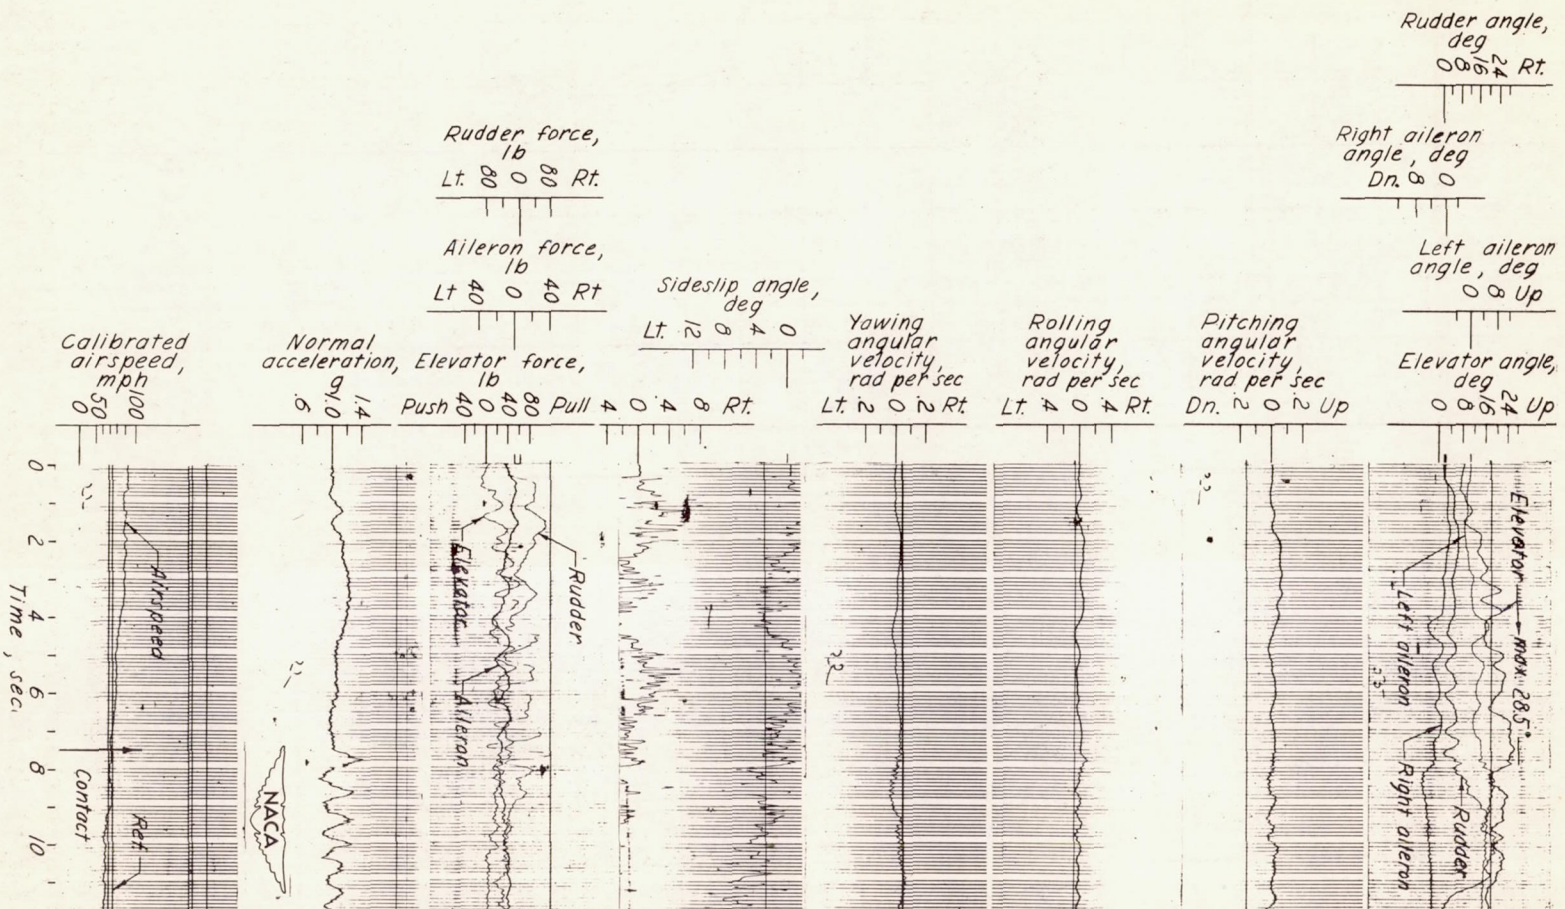 Rudder angle,
deg
0 8 16 24 Rt.
Right aileron
angle, deg
Dn. 8 0
Left aileron
angle, deg
0 8 Up
Elevator angle,
deg
0 8 16 24 Up
Rudder force,
lb
Lt. 80 0 80 Rt.
Aileron force,
lb
Lt 40 0 40 Rt
Elevator force,
lb
Push 40 0 40 80 Pull
Sideslip angle,
deg
Lt. 12 8 4 0
4 0 4 8 Rt.
Calibrated
airspeed,
mph
0 50 100
Normal
acceleration,
g
.6 1.0 1.4
Yawing
angular
velocity,
rad per sec
Lt. .2 0 .2 Rt.
Rolling
angular
velocity,
rad per sec
Lt. .4 0 .4 Rt.
Pitching
angular
velocity,
rad per sec
Dn. .2 0 .2 Up
0
2
4
6
8
10
Time, sec
Airspeed
Contact
Ref.
NACA
Elevator
Aileron
Rudder
Elevator
max. 28.5°
Left aileron
Right aileron
Rudder